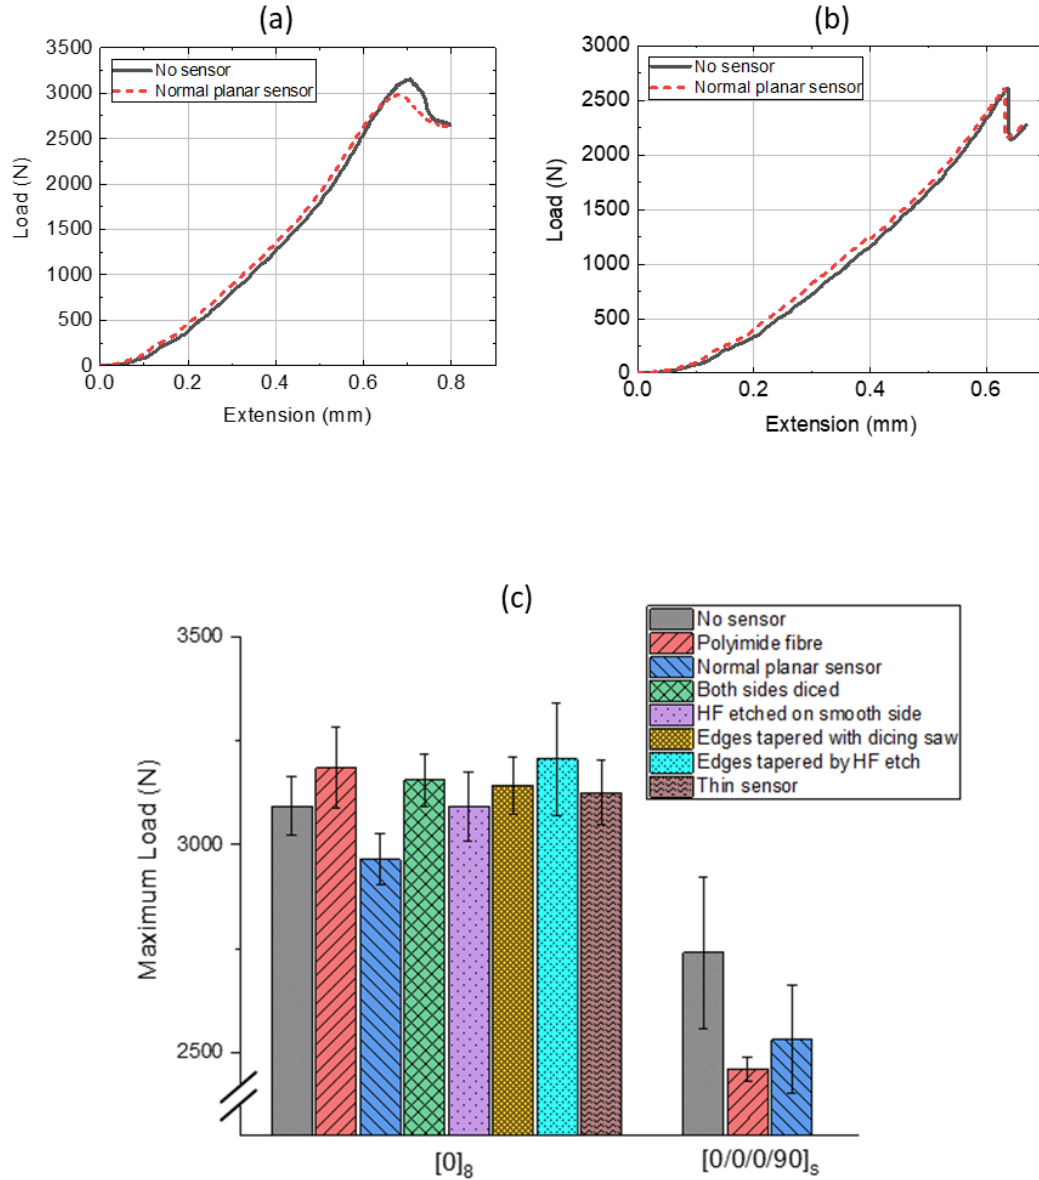 (a)
3500
3000
2500
2000
1500
1000
500
0
No sensor
Normal planar sensor
Load (N)
0.0 0.2 0.4 0.6 0.8
Extension (mm)
(b)
3000
2500
2000
1500
1000
500
0
No sensor
Normal planar sensor
Load (N)
0.0 0.2 0.4 0.6
Extension (mm)
(c)
3500
3000
2500
Maximum Load (N)
No sensor
Polyimide fibre
Normal planar sensor
Both sides diced
HF etched on smooth side
Edges tapered with dicing saw
Edges tapered by HF etch
Thin sensor
[0]8 [0/0/0/90]s